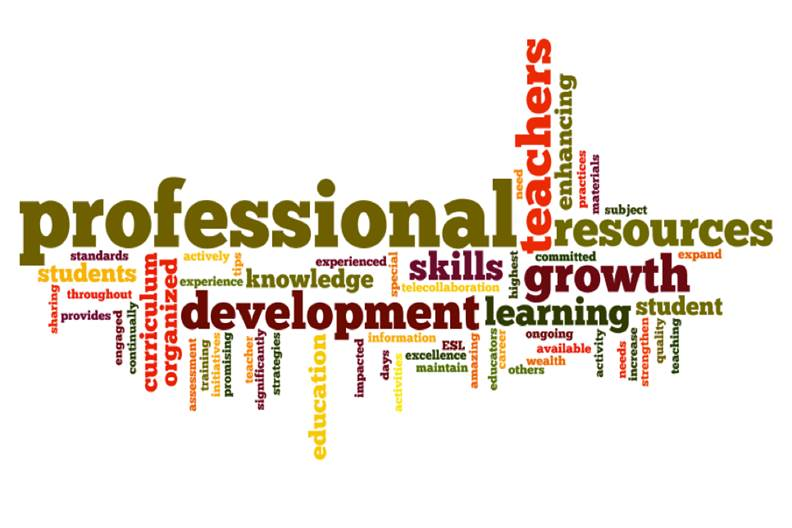 teachers
enhancing
need
practices
materials
professional
subject
resources
standards
actively
tips
experienced
special
skills
highest
committed
expand
students
experience
knowledge
telecollaboration
growth
sharing
throughout
curriculum
organized
development
learning
student
provides
engaged
continually
assessment
training
initiatives
promising
teacher
significantly
strategies
education
information
impacted
days
activities
ESL
excellence
maintain
amazing
educators
career
ongoing
available
wealth
others
activity
needs
increase
strengthen
quality
teaching